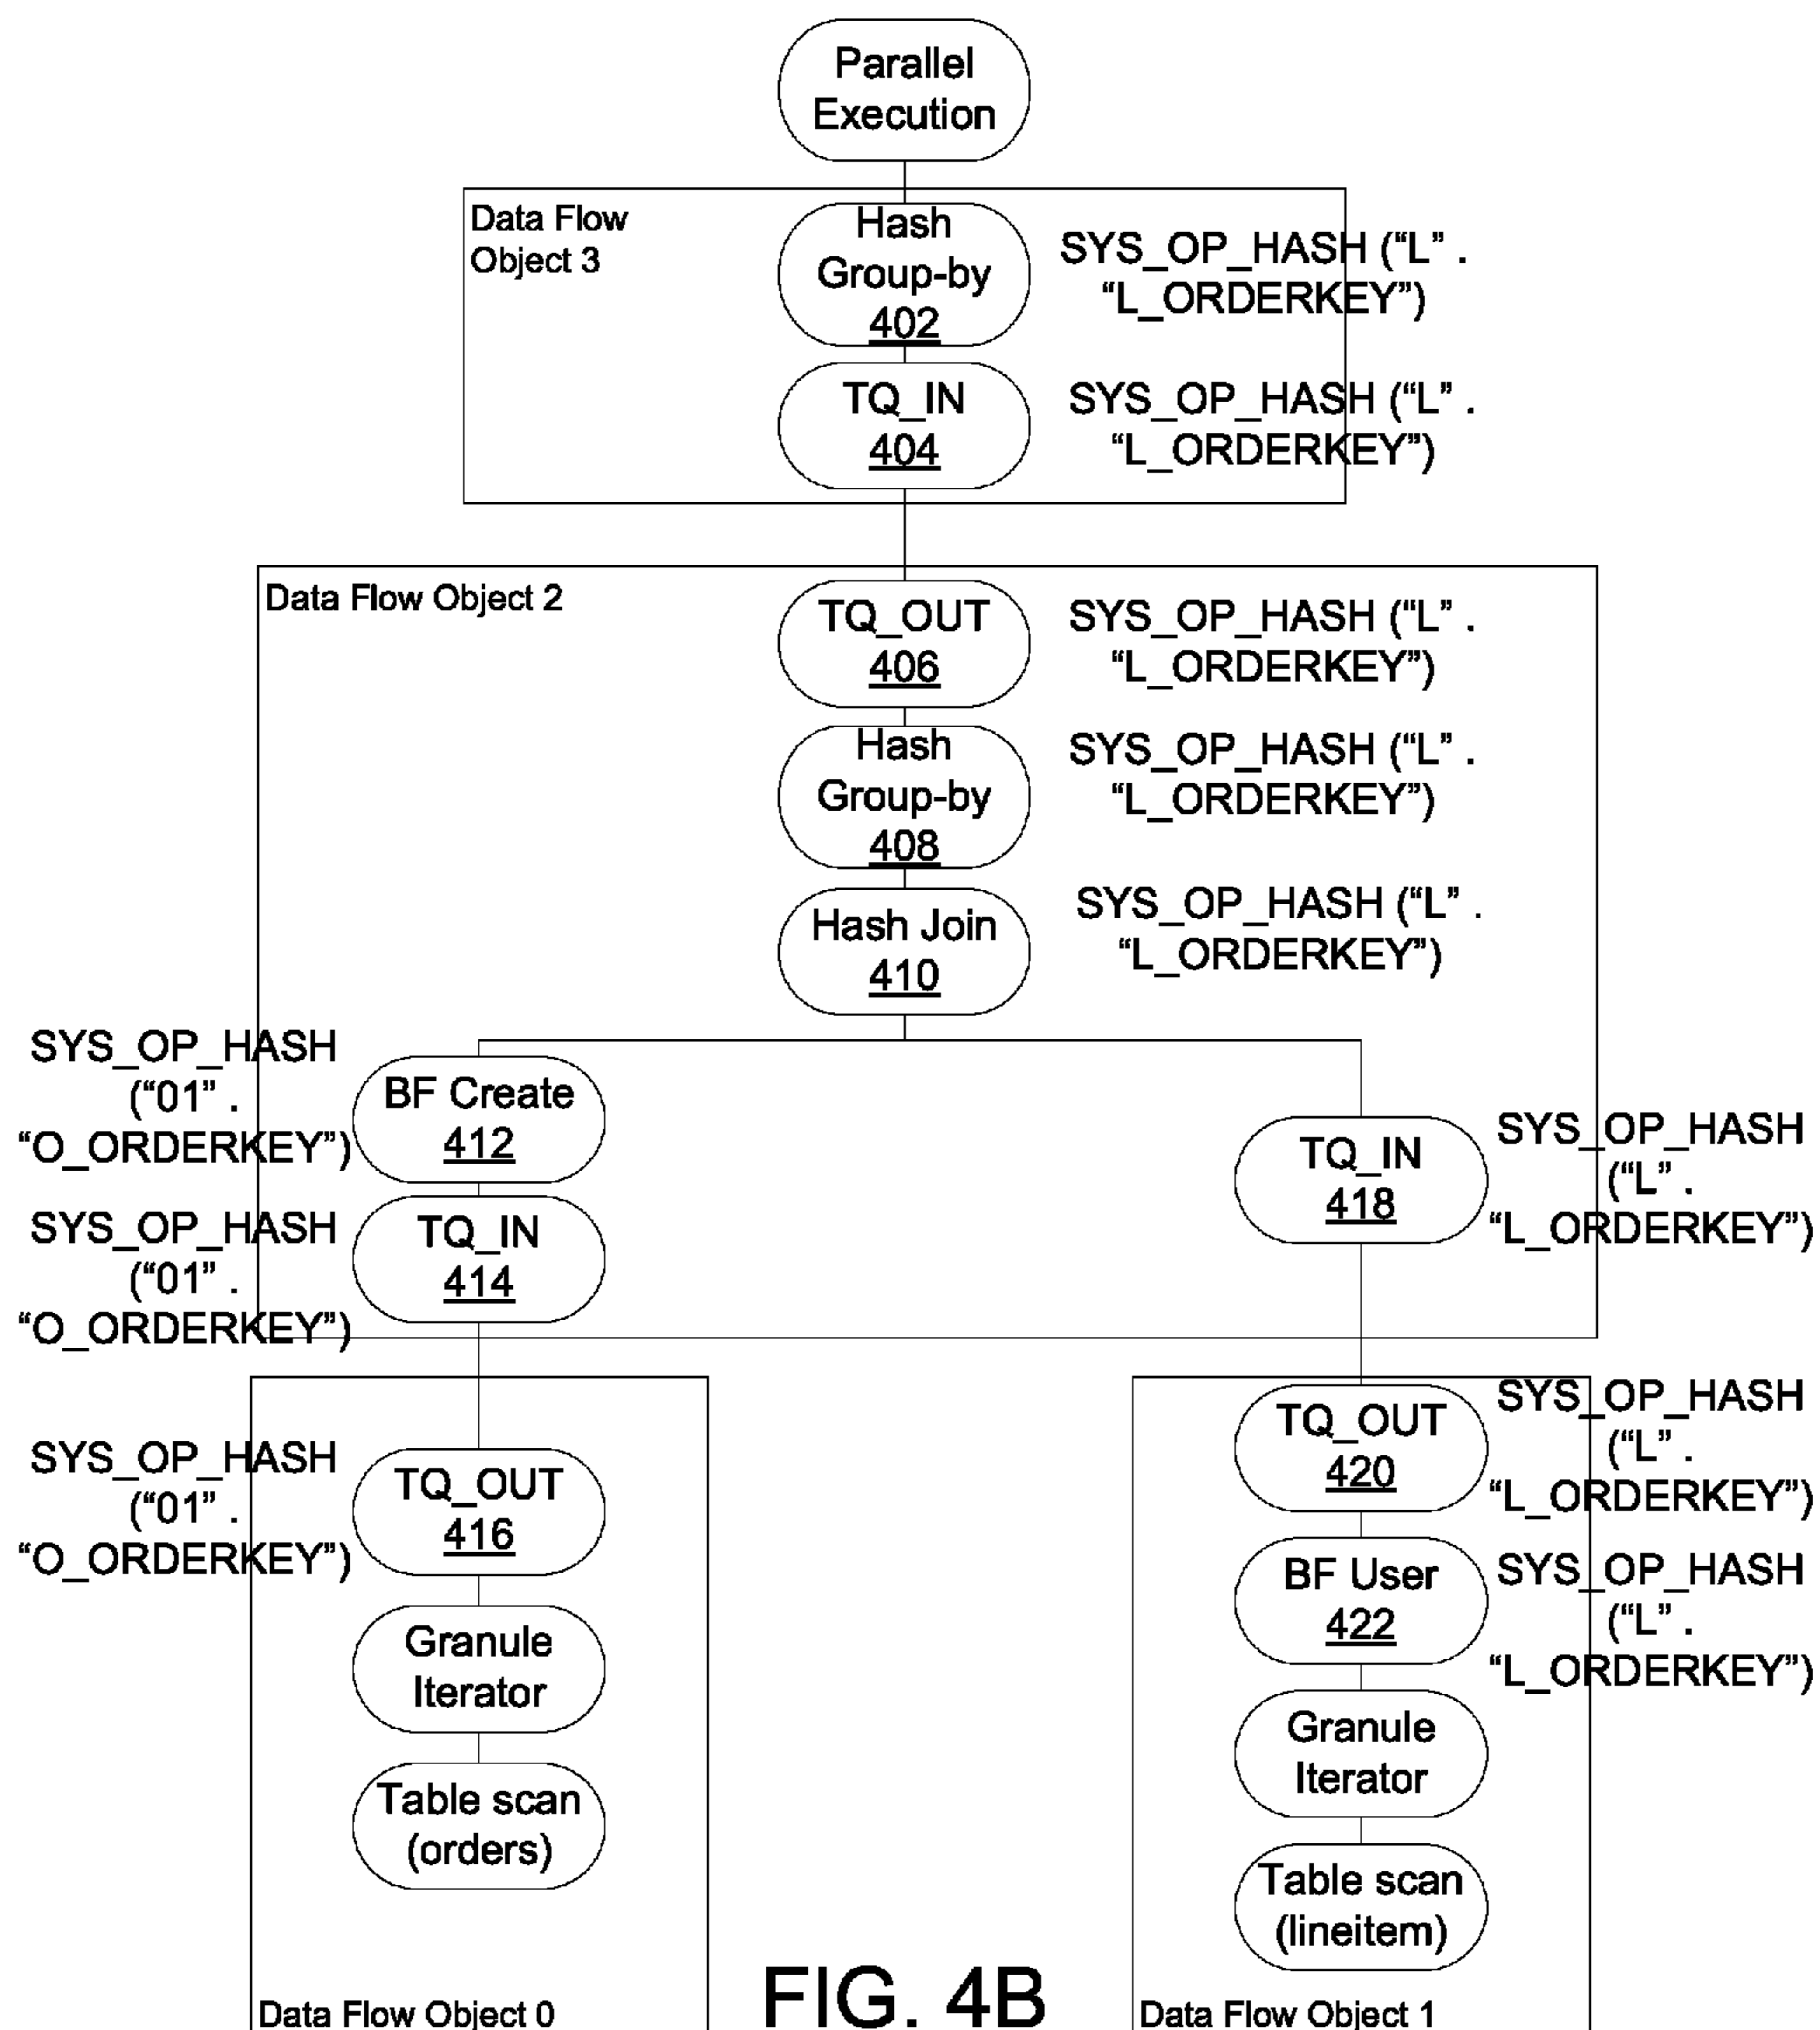 Parallel
Execution
Data Flow
Object 3
Hash
Group-by
402
SYS_OP_HASH (“L” .
“L_ORDERKEY”)
TQ_IN
404
SYS_OP_HASH (“L” .
“L_ORDERKEY”)
Data Flow Object 2
TQ_OUT
406
SYS_OP_HASH (“L” .
“L_ORDERKEY”)
Hash
Group-by
408
SYS_OP_HASH (“L” .
“L_ORDERKEY”)
Hash Join
410
SYS_OP_HASH (“L” .
“L_ORDERKEY”)
SYS_OP_HASH
(“01” .
“O_ORDERKEY”)
BF Create
412
SYS_OP_HASH
(“01” .
“O_ORDERKEY”)
TQ_IN
414
TQ_IN
418
SYS_OP_HASH
(“L” .
“L_ORDERKEY”)
SYS_OP_HASH
(“01” .
“O_ORDERKEY”)
TQ_OUT
416
Granule
Iterator
Table scan
(orders)
Data Flow Object 0
TQ_OUT
420
SYS_OP_HASH
(“L” .
“L_ORDERKEY”)
BF User
422
SYS_OP_HASH
(“L” .
“L_ORDERKEY”)
Granule
Iterator
Table scan
(lineitem)
Data Flow Object 1
FIG. 4B